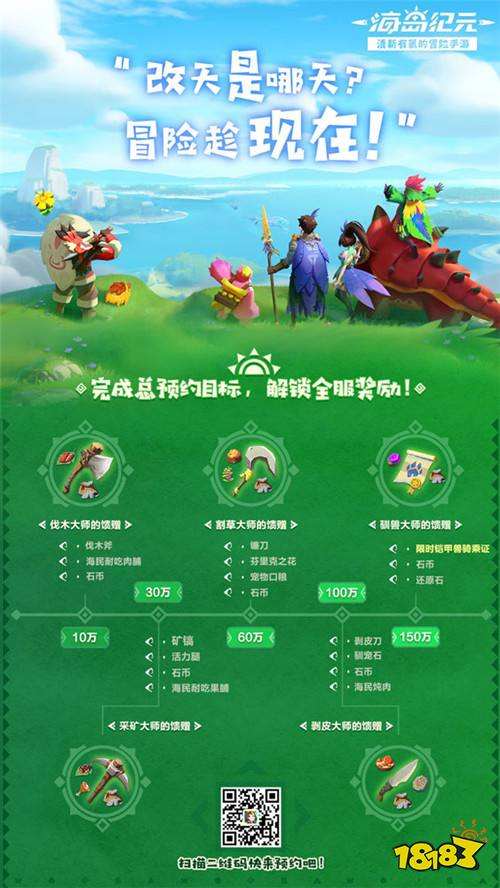 海岛纪元
清新有氧的冒险手游
“改天是哪天?
冒险趁现在!”
完成总预约目标，解锁全服奖励!
伐木大师的馈赠
伐木斧
海民耐吃肉脯
石币
割草大师的馈赠
镰刀
芬里克之花
宠物口粮
石币
驯兽大师的馈赠
限时铠甲兽骑乘证
石币
还原石
30万
100万
10万
60万
150万
矿镐
活力腿
石币
海民耐吃果脯
采矿大师的馈赠
剥皮刀
驯宠石
石币
海民炖肉
剥皮大师的馈赠
扫描二维码快来预约吧!
18183